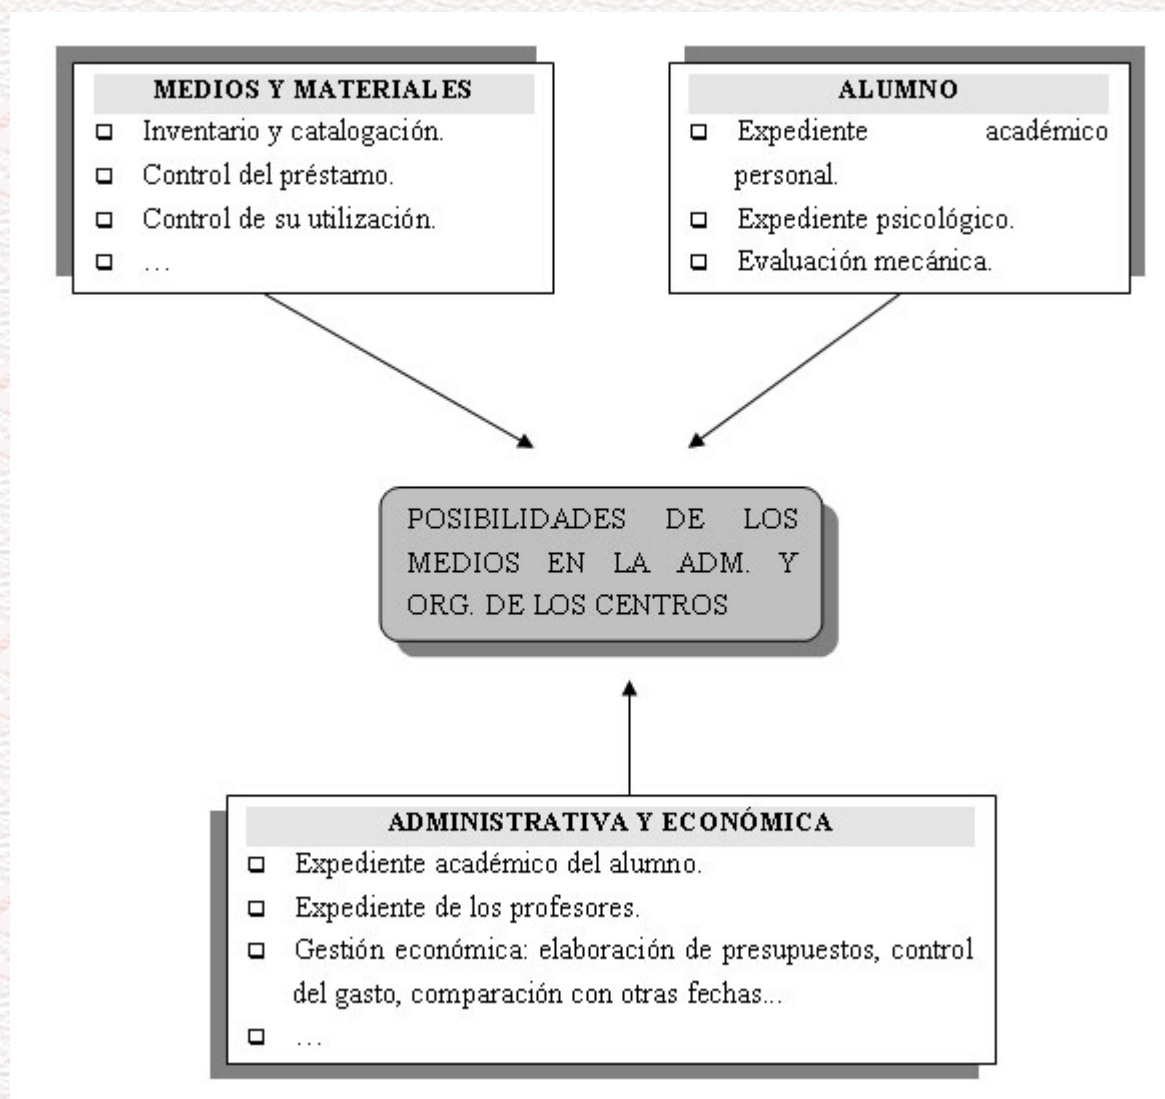 MEDIOS Y MATERIALES
❑ Inventario y catalogación.
❑ Control del préstamo.
❑ Control de su utilización.
❑ …
ALUMNO
❑ Expediente académico
personal.
❑ Expediente psicológico.
❑ Evaluación mecánica.
POSIBILIDADES DE LOS
MEDIOS EN LA ADM. Y
ORG. DE LOS CENTROS
ADMINISTRATIVA Y ECONÓMICA
❑ Expediente académico del alumno.
❑ Expediente de los profesores.
❑ Gestión económica: elaboración de presupuestos, control
del gasto, comparación con otras fechas...
❑ …